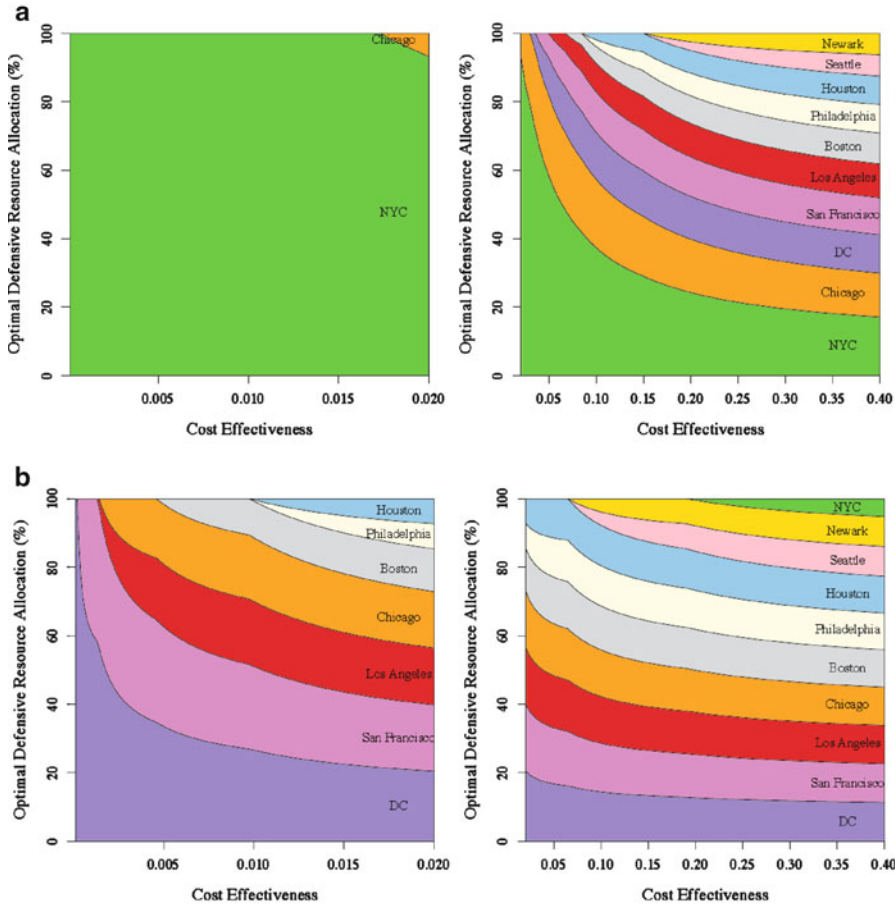 a
Optimal Defensive Resource Allocation (%)
100
80
60
40
20
0
Chicago
NYC
0.005
0.010
0.015
0.020
Cost Effectiveness
Optimal Defensive Resource Allocation (%)
100
80
60
40
20
0
Newark
Seattle
Houston
Philadelphia
Boston
Los Angeles
San Francisco
DC
Chicago
NYC
0.05
0.10
0.15
0.20
0.25
0.30
0.35
0.40
Cost Effectiveness
b
Optimal Defensive Resource Allocation (%)
100
80
60
40
20
0
Houston
Philadelphia
Boston
Chicago
Los Angeles
San Francisco
DC
0.005
0.010
0.015
0.020
Cost Effectiveness
Optimal Defensive Resource Allocation (%)
100
80
60
40
20
0
NYC
Newark
Seattle
Houston
Philadelphia
Boston
Chicago
Los Angeles
San Francisco
DC
0.05
0.10
0.15
0.20
0.25
0.30
0.35
0.40
Cost Effectiveness